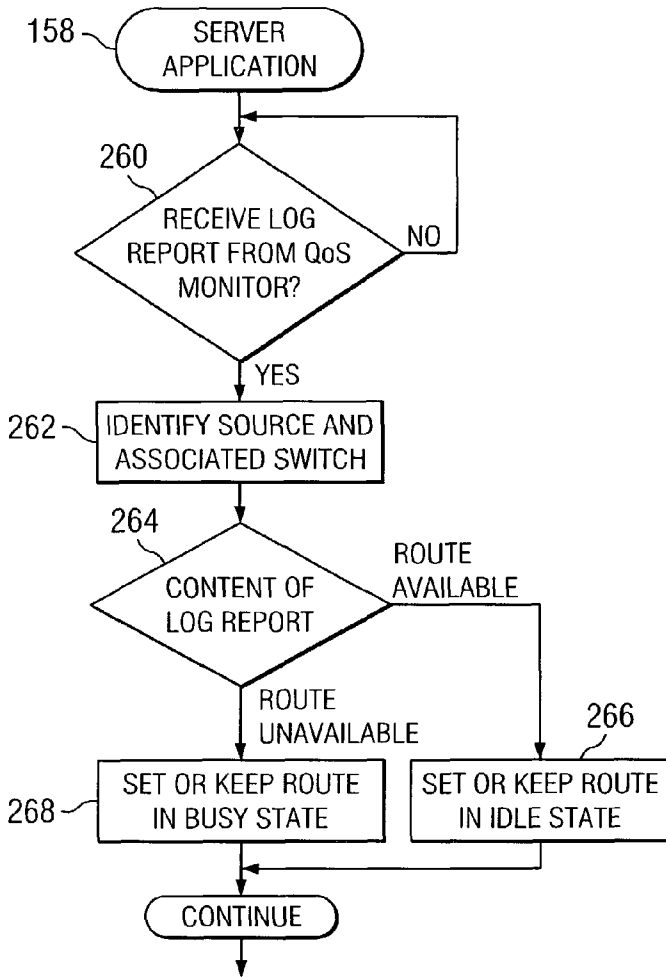 158
SERVER
APPLICATION
260
RECEIVE LOG
REPORT FROM QoS
MONITOR?
NO
YES
262
IDENTIFY SOURCE AND
ASSOCIATED SWITCH
264
CONTENT OF
LOG REPORT
ROUTE
AVAILABLE
ROUTE
UNAVAILABLE
266
268
SET OR KEEP ROUTE
IN BUSY STATE
SET OR KEEP ROUTE
IN IDLE STATE
CONTINUE